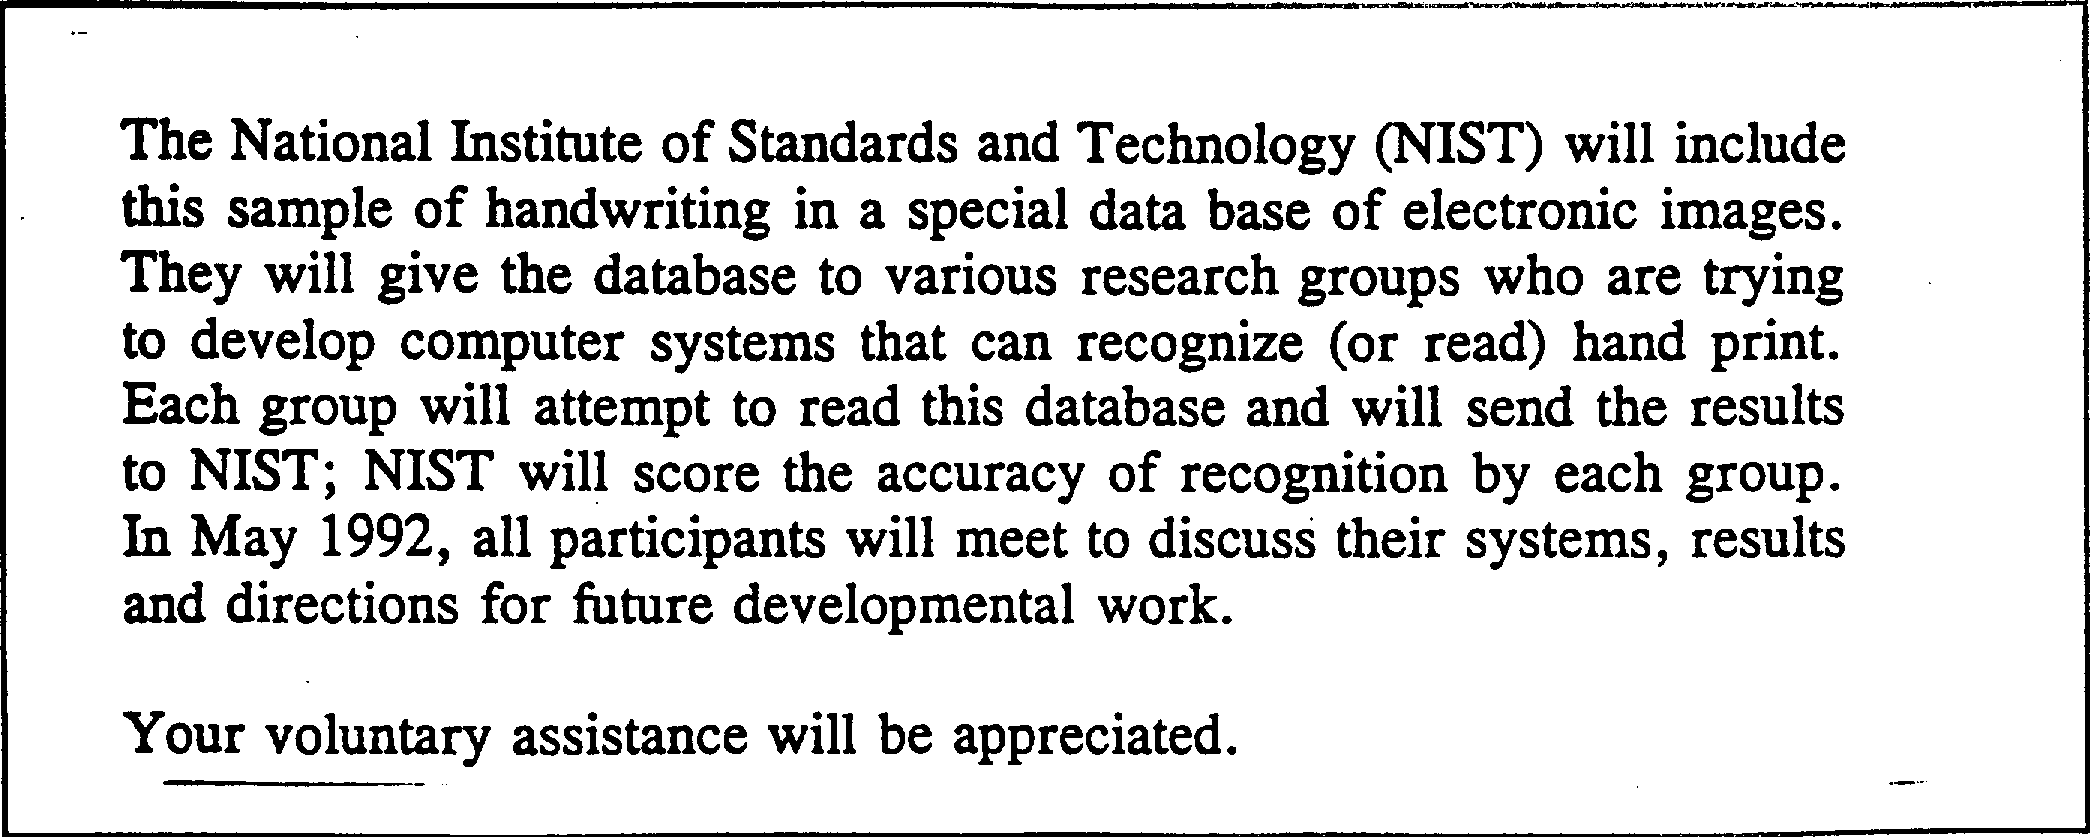 The National Institute of Standards and Technology (NIST) will include
this sample of handwriting in a special data base of electronic images.
They will give the database to various research groups who are trying
to develop computer systems that can recognize (or read) hand print.
Each group will attempt to read this database and will send the results
to NIST; NIST will score the accuracy of recognition by each group.
In May 1992, all participants will meet to discuss their systems, results
and directions for future developmental work.
Your voluntary assistance will be appreciated.